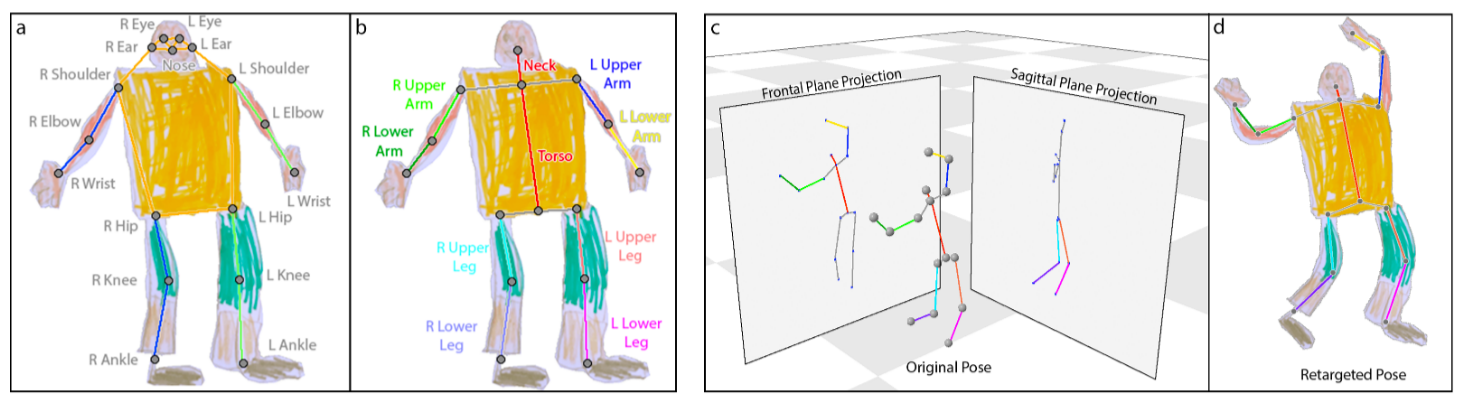 a
R Eye
L Eye
R Ear
L Ear
Nose
R Shoulder
L Shoulder
R Elbow
L Elbow
R Wrist
L Wrist
R Hip
L Hip
R Knee
L Knee
R Ankle
L Ankle
b
Neck
R Upper
Arm
L Upper
Arm
R Lower
Arm
L Lower
Arm
Torso
R Upper
Leg
L Upper
Leg
R Lower
Leg
L Lower
Leg
c
Frontal Plane Projection
Sagittal Plane Projection
Original Pose
d
Retargeted Pose